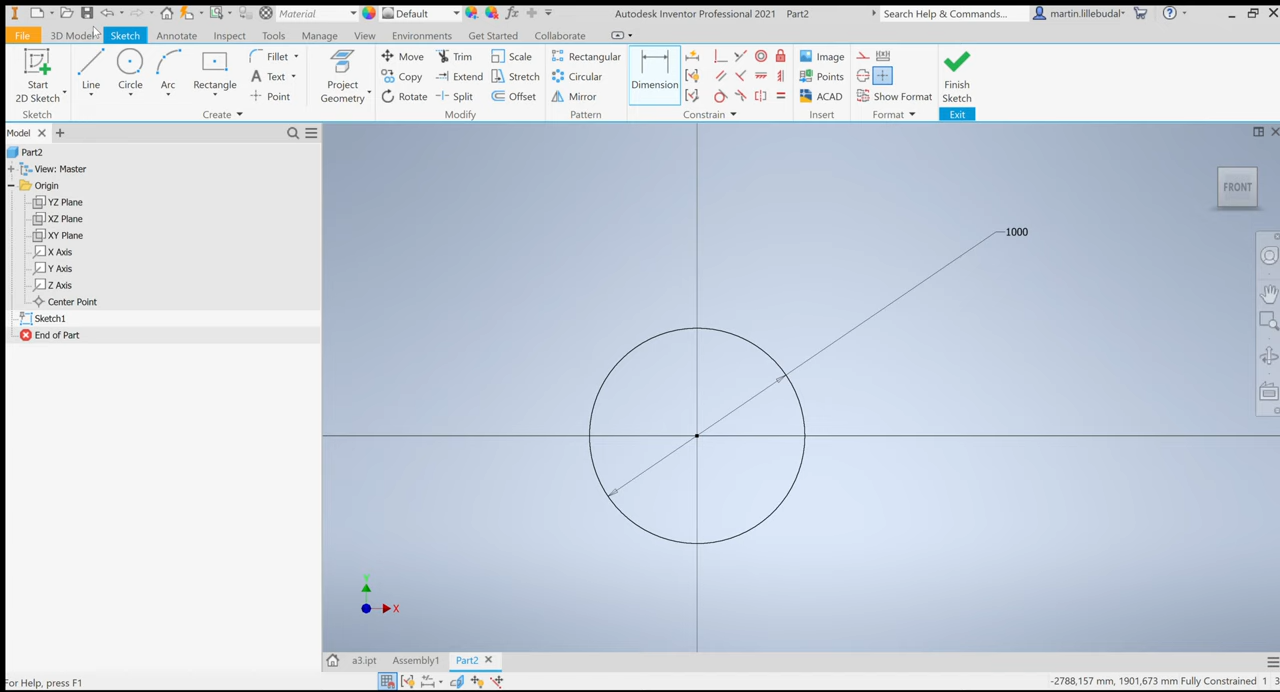 Material
Default
fx
Autodesk Inventor Professional 2021 Part2
Search Help & Commands...
martin.lillebudal
File
3D Model
Sketch
Annotate
Inspect
Tools
Manage
View
Environments
Get Started
Collaborate
Start
2D Sketch
Line
Circle
Arc
Rectangle
Fillet
Text
Point
Project
Geometry
Move
Trim
Scale
Copy
Extend
Stretch
Rotate
Split
Offset
Rectangular
Circular
Mirror
Dimension
Image
Points
ACAD
Show Format
Finish
Sketch
Sketch
Create
Modify
Pattern
Constrain
Insert
Format
Exit
Model
Part2
View: Master
Origin
YZ Plane
XZ Plane
XY Plane
X Axis
Y Axis
Z Axis
Center Point
Sketch1
End of Part
FRONT
1000
Y
X
a3.ipt
Assembly1
Part2
For Help, press F1
-2788,157 mm, 1901,673 mm Fully Constrained 1 3